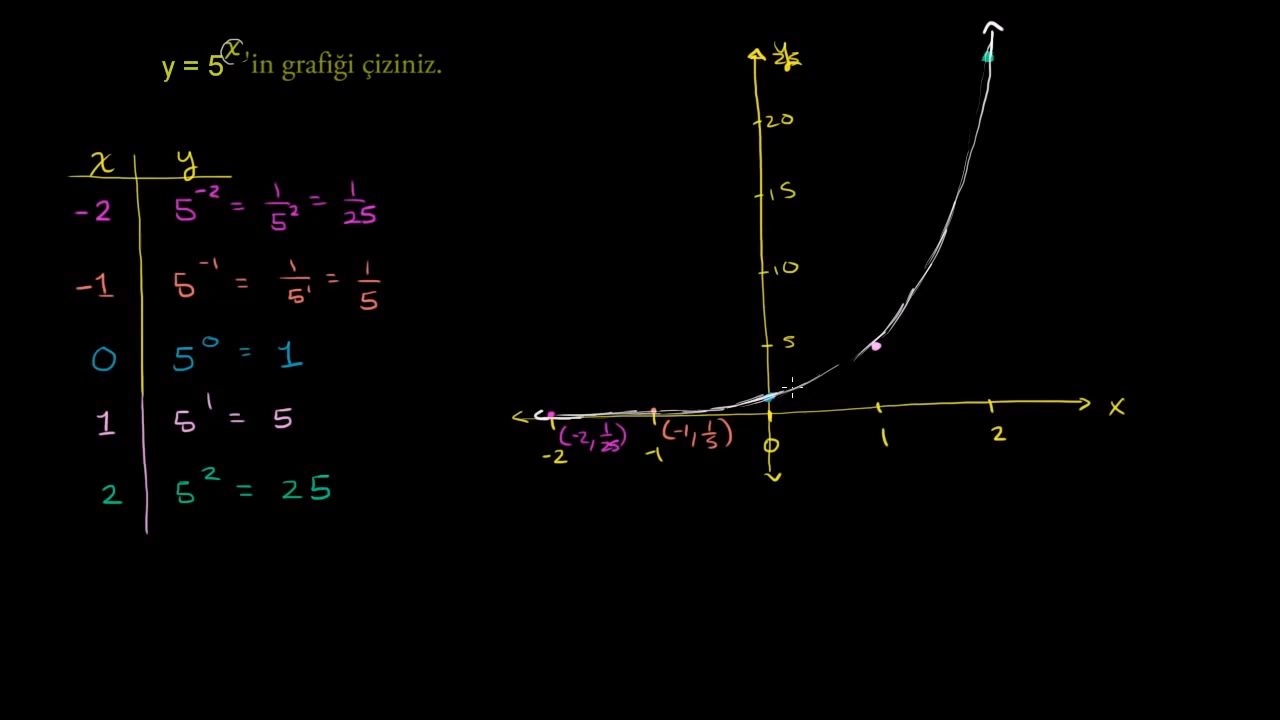 y = 5^x 'in grafiği çiziniz.
x y
-2 5^-2 = 1/5^2 = 1/25
-1 5^-1 = 1/5^1 = 1/5
0 5^0 = 1
1 5^1 = 5
2 5^2 = 25
y
25
20
15
10
5
x
(-2, 1/25) (-1, 1/5)
-2 -1 0 1 2